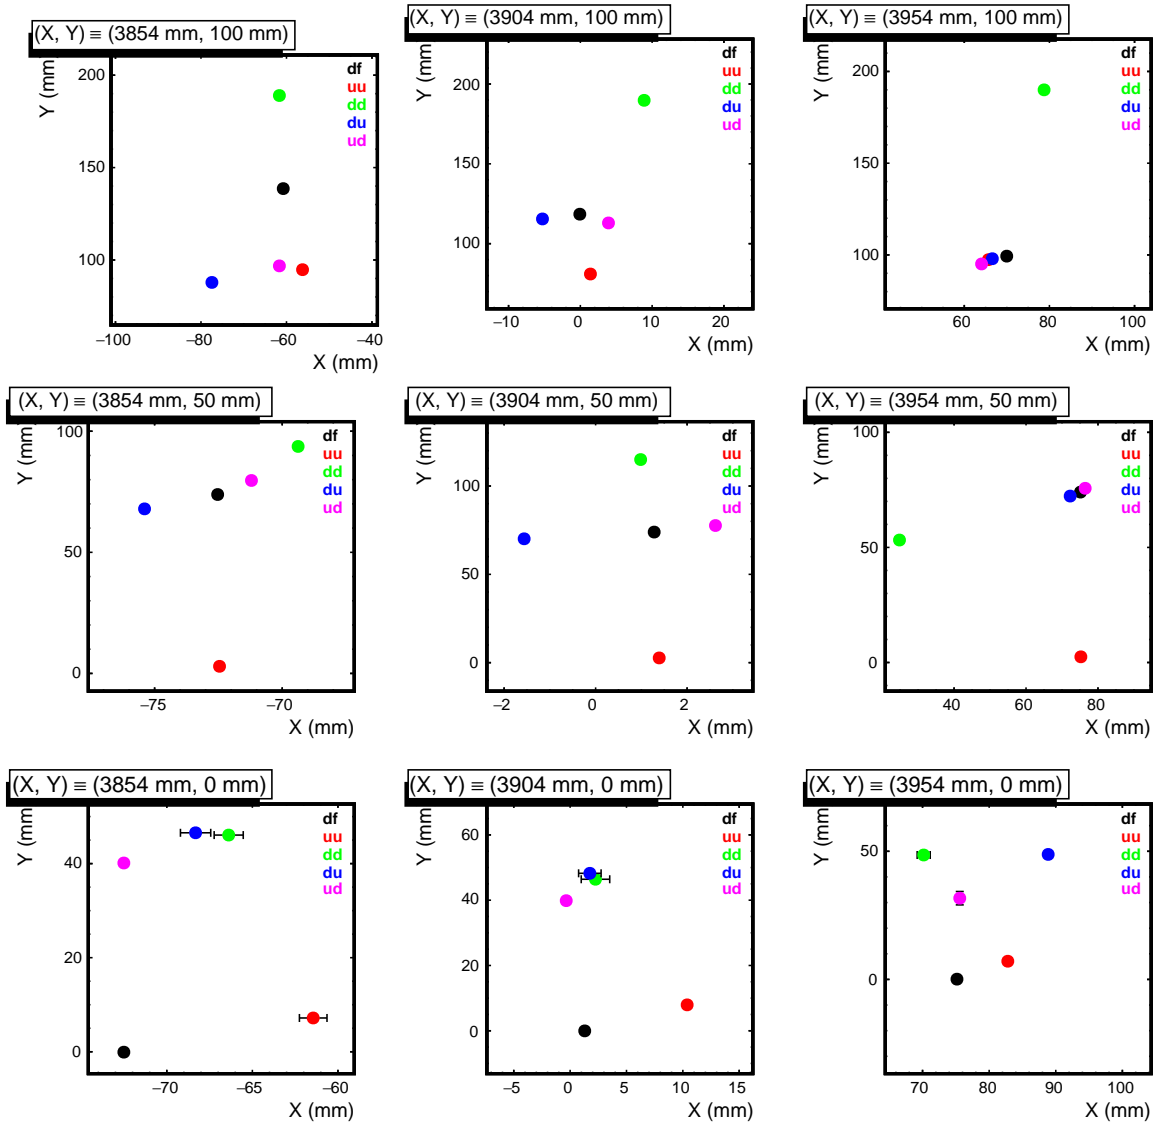 (X, Y) ≡ (3854 mm, 100 mm)
Y (mm
df
uu
dd
du
ud
200
150
100
−100
−80
−60
−40
X (mm)
(X, Y) ≡ (3904 mm, 100 mm)
Y (mm
df
uu
dd
du
ud
200
150
100
−10
0
10
20
X (mm)
(X, Y) ≡ (3954 mm, 100 mm)
Y (mm
df
uu
dd
du
ud
200
150
100
60
80
100
X (mm)
(X, Y) ≡ (3854 mm, 50 mm)
Y (mm
df
uu
dd
du
ud
100
50
0
−75
−70
X (mm)
(X, Y) ≡ (3904 mm, 50 mm)
Y (mm
df
uu
dd
du
ud
100
50
0
−2
0
2
X (mm)
(X, Y) ≡ (3954 mm, 50 mm)
Y (mm
df
uu
dd
du
ud
100
50
0
40
60
80
X (mm)
(X, Y) ≡ (3854 mm, 0 mm)
Y (mm
df
uu
dd
du
ud
40
20
0
−70
−65
−60
X (mm)
(X, Y) ≡ (3904 mm, 0 mm)
Y (mm
df
uu
dd
du
ud
60
40
20
0
−5
0
5
10
15
X (mm)
(X, Y) ≡ (3954 mm, 0 mm)
Y (mm
df
uu
dd
du
ud
50
0
70
80
90
100
X (mm)